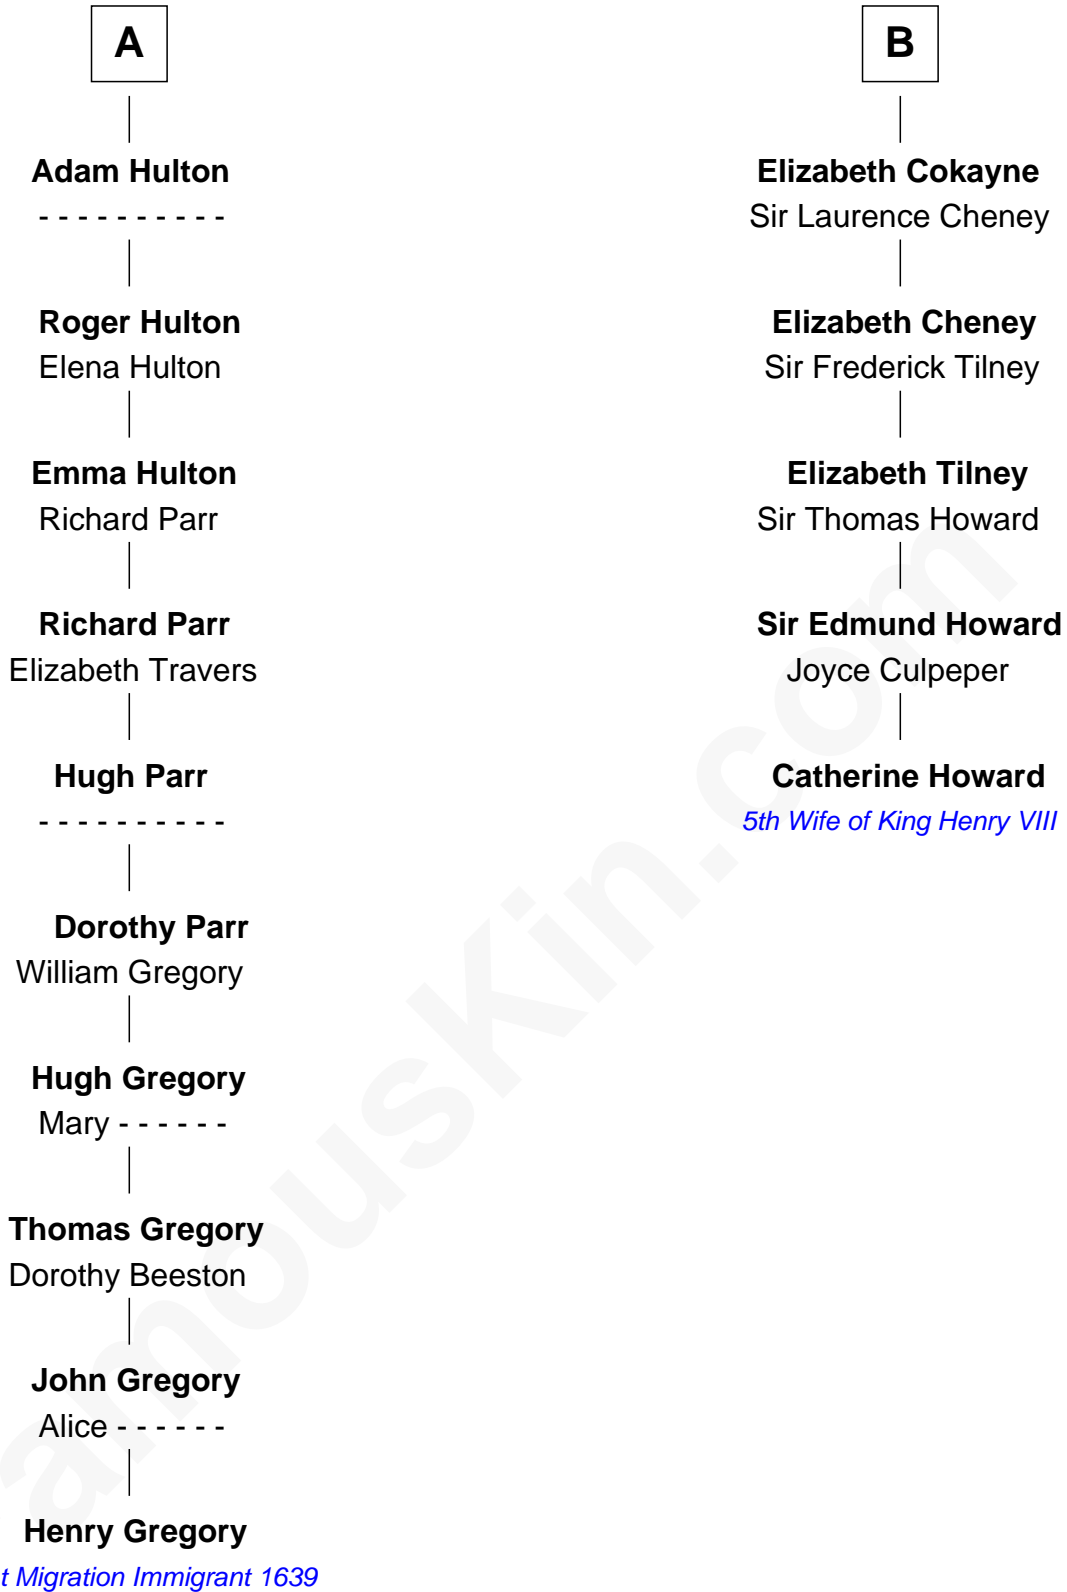 A
Adam Hulton
- - - - - - - - - -
Roger Hulton
Elena Hulton
Emma Hulton
Richard Parr
Richard Parr
Elizabeth Travers
Hugh Parr
- - - - - - - - - -
Dorothy Parr
William Gregory
Hugh Gregory
Mary - - - - - -
Thomas Gregory
Dorothy Beeston
John Gregory
Alice - - - - - -
Henry Gregory
t Migration Immigrant 1639
B
Elizabeth Cokayne
Sir Laurence Cheney
Elizabeth Cheney
Sir Frederick Tilney
Elizabeth Tilney
Sir Thomas Howard
Sir Edmund Howard
Joyce Culpeper
Catherine Howard
5th Wife of King Henry VIII
amouskin.com